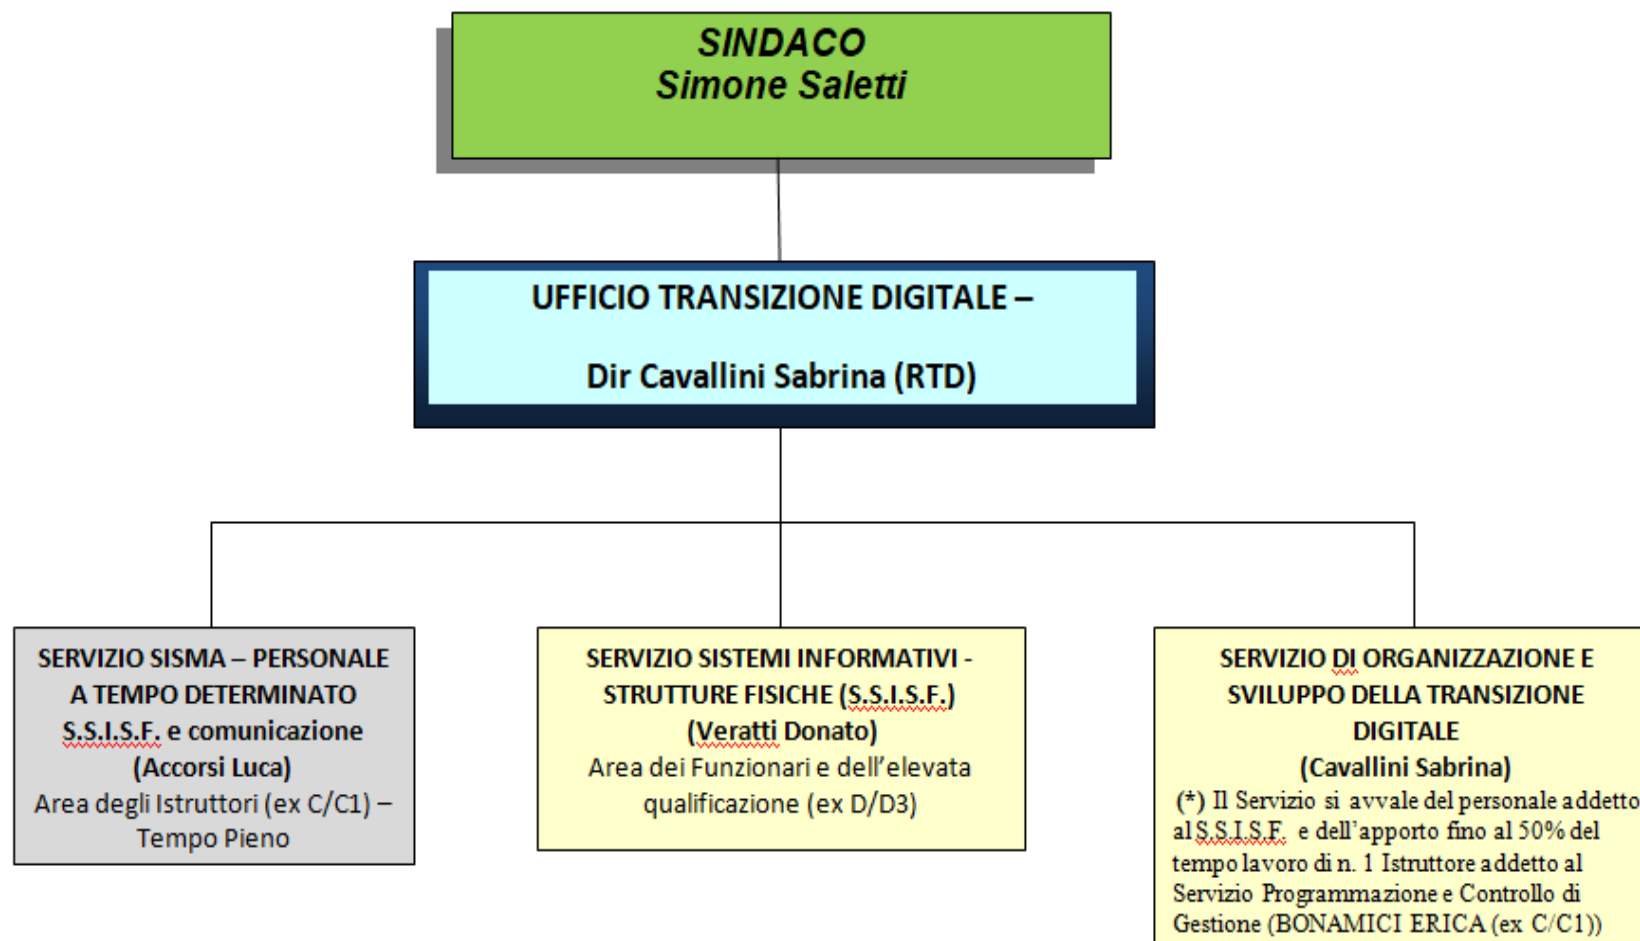 SINDACO
Simone Saletti
UFFICIO TRANSIZIONE DIGITALE –
Dir Cavallini Sabrina (RTD)
SERVIZIO SISMA – PERSONALE
A TEMPO DETERMINATO
S.S.I.S.F. e comunicazione
(Accorsi Luca)
Area degli Istruttori (ex C/C1) –
Tempo Pieno
SERVIZIO SISTEMI INFORMATIVI -
STRUTTURE FISICHE (S.S.I.S.F.)
(Veratti Donato)
Area dei Funzionari e dell’elevata
qualificazione (ex D/D3)
SERVIZIO DI ORGANIZZAZIONE E
SVILUPPO DELLA TRANSIZIONE
DIGITALE
(Cavallini Sabrina)
(*) Il Servizio si avvale del personale addetto
al S.S.I.S.F. e dell’apporto fino al 50% del
tempo lavoro di n. 1 Istruttore addetto al
Servizio Programmazione e Controllo di
Gestione (BONAMICI ERICA (ex C/C1))